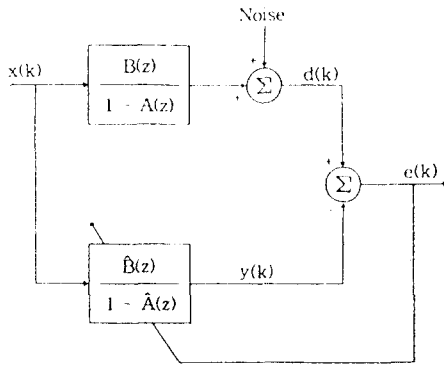 Noise
x(k)
B(z)
1 - A(z)
+
+
Σ
d(k)
+
Σ
e(k)
-
B̂(z)
1 - Â(z)
y(k)